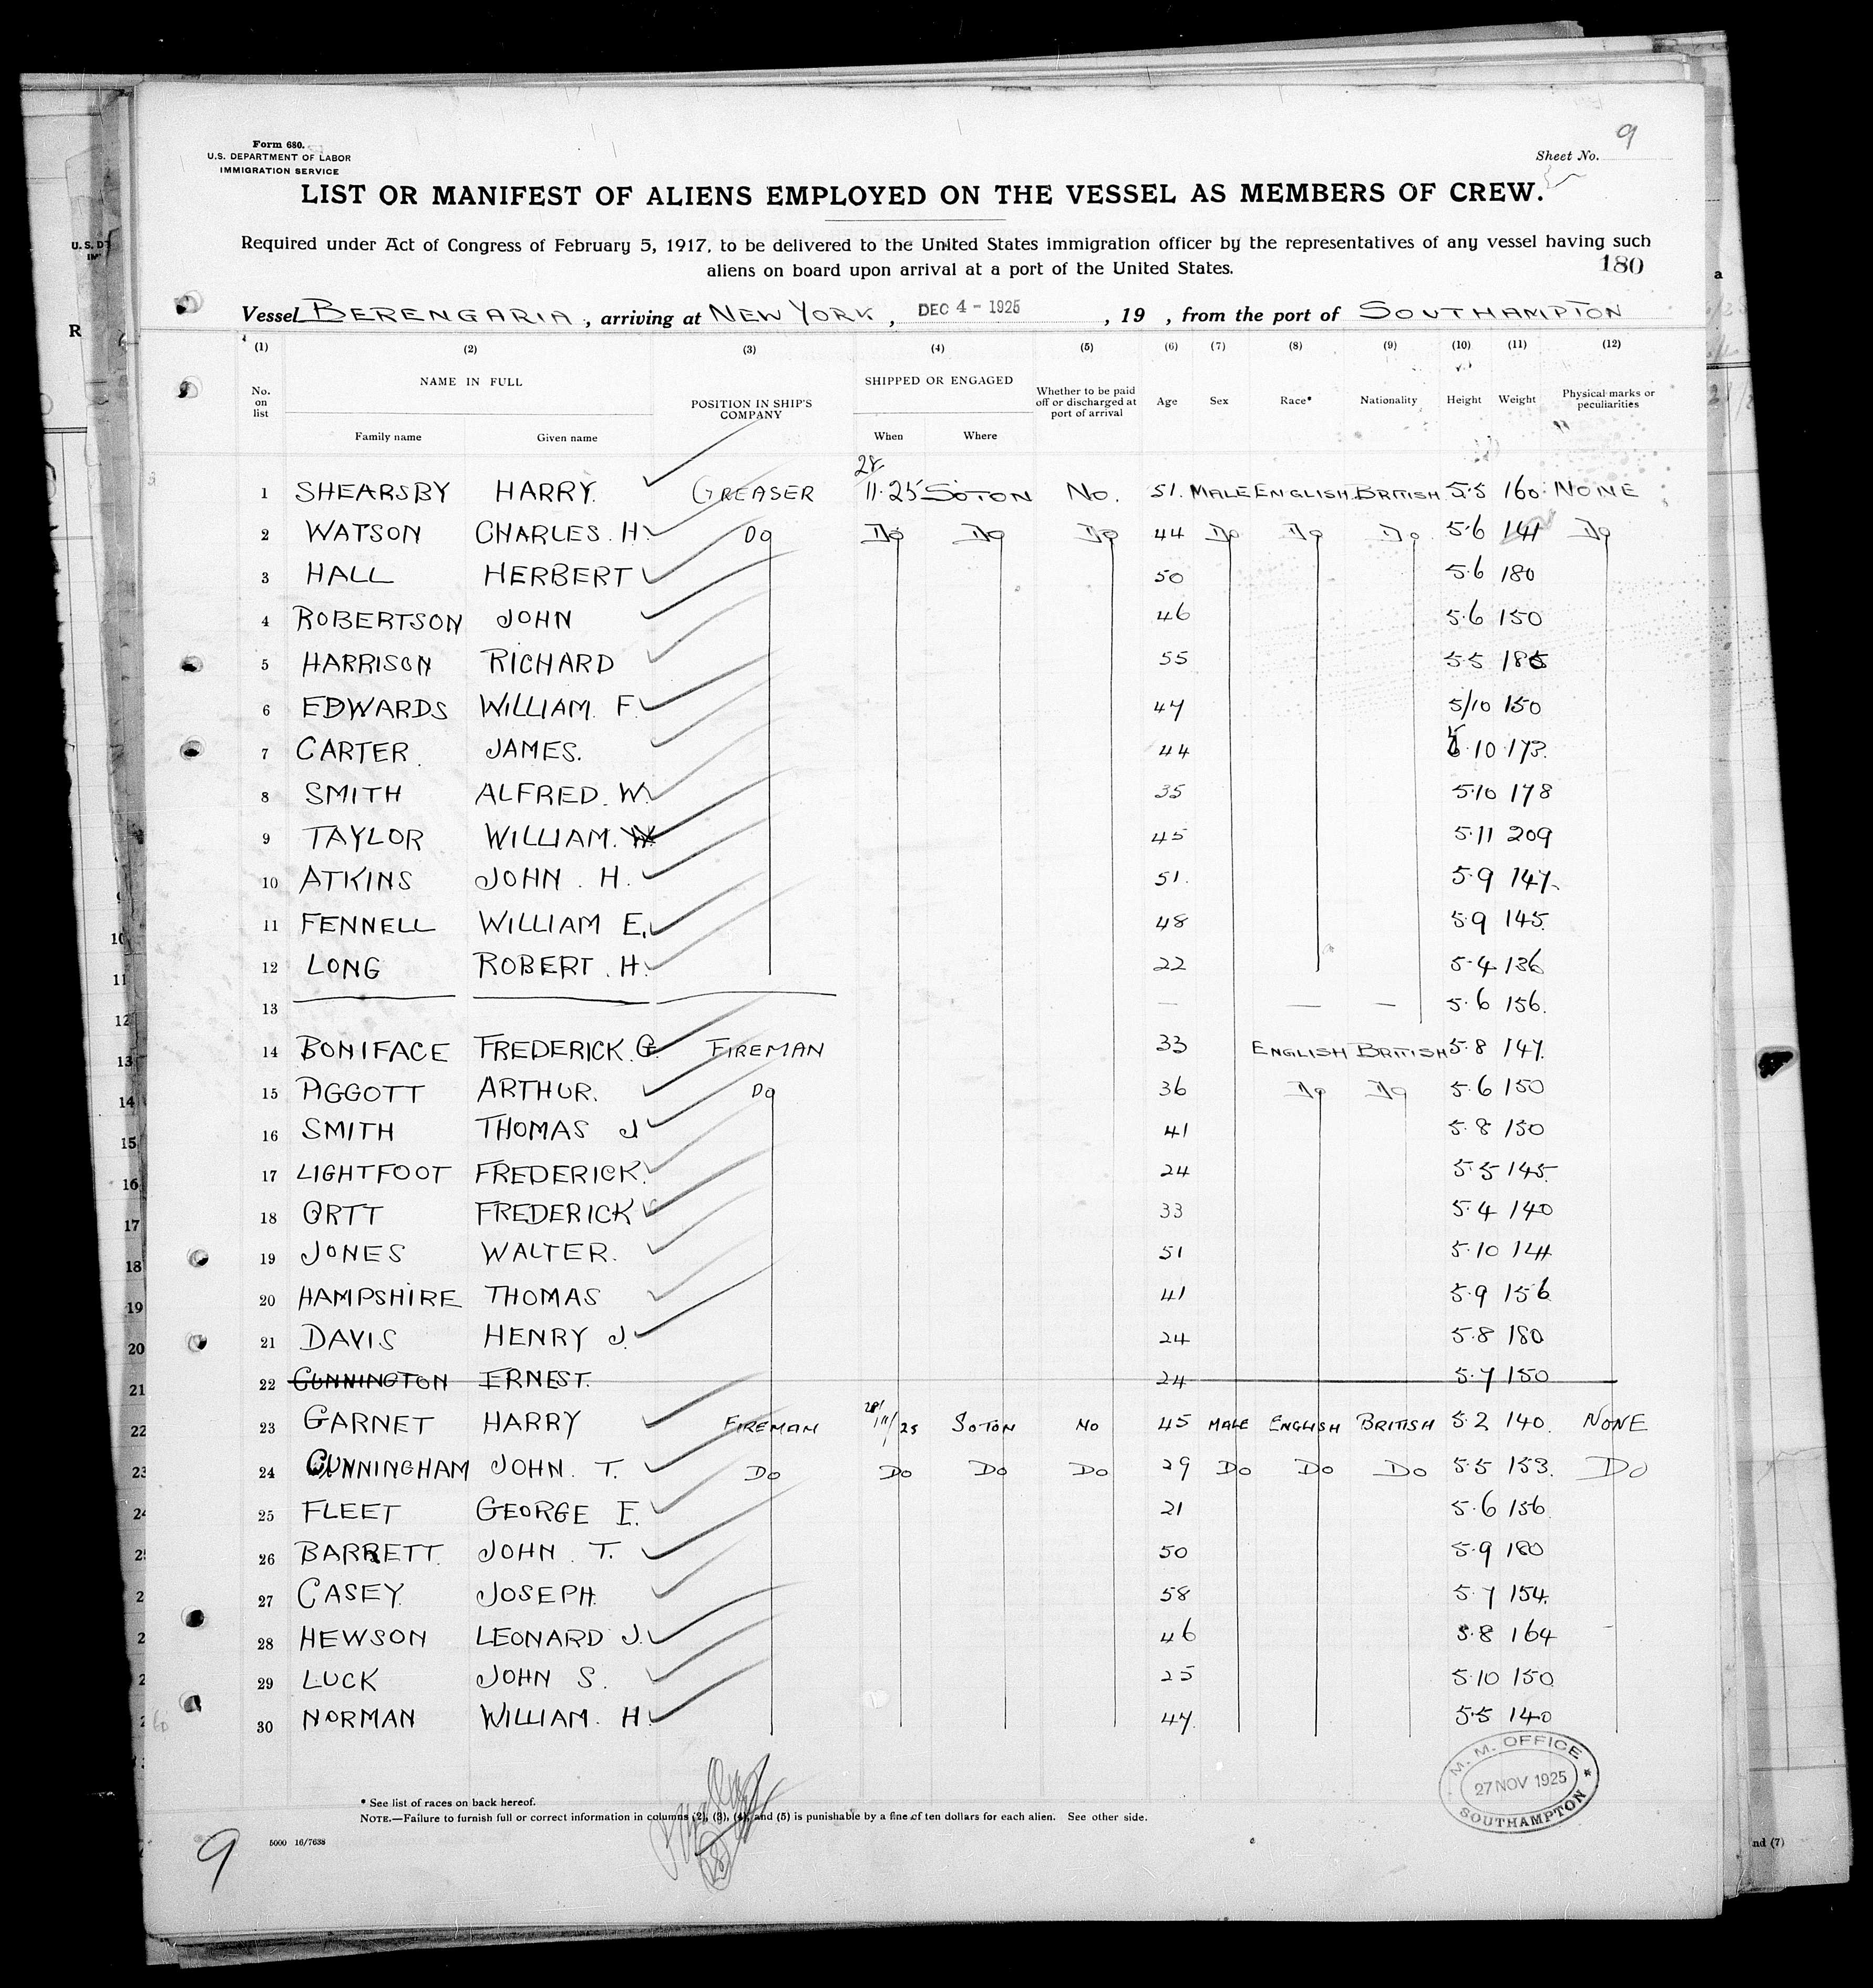 9
Form 680.
U.S. DEPARTMENT OF LABOR
IMMIGRATION SERVICE
Sheet No.
LIST OR MANIFEST OF ALIENS EMPLOYED ON THE VESSEL AS MEMBERS OF CREW.
Required under Act of Congress of February 5, 1917, to be delivered to the United States immigration officer by the representatives of any vessel having such
aliens on board upon arrival at a port of the United States.
180
Vessel BERENGARIA, arriving at NEW YORK, DEC 4 - 1925, 19 , from the port of SOUTHAMPTON
(1) (2) (3) (4) (5) (6) (7) (8) (9) (10) (11) (12)
No. on list NAME IN FULL Family name Given name POSITION IN SHIP'S COMPANY SHIPPED OR ENGAGED When Where Whether to be paid off or discharged at port of arrival Age Sex Race* Nationality Height Weight Physical marks or peculiarities
1 SHEARSBY HARRY. GREASER 28 11.25 SOTON No. 51. MALE ENGLISH BRITISH 5.5 160 NONE
2 WATSON CHARLES. H. Do Do Do Do 44 Do Do Do 5.6 141 Do
3 HALL HERBERT 50 5.6 180
4 ROBERTSON JOHN 46 5.6 150
5 HARRISON RICHARD 55 5.5 185
6 EDWARDS WILLIAM. F. 47 5/10 150
7 CARTER. JAMES. 44 5.10 173.
8 SMITH ALFRED. W. 35 5.10 178
9 TAYLOR WILLIAM. 45 5.11 209
10 ATKINS JOHN. H. 51. 5.9 147.
11 FENNELL WILLIAM E. 48 5.9 145.
12 LONG ROBERT. H. 22 5.4 136
13 — — — — — — 5.6 156.
14 BONIFACE FREDERICK. G. FIREMAN 33 ENGLISH BRITISH 5.8 147.
15 PIGGOTT ARTHUR. Do 36 Do Do 5.6 150
16 SMITH THOMAS J 41 5.8 150
17 LIGHTFOOT FREDERICK. 24 5.5 145.
18 ORTT FREDERICK 33 5.4 140
19 JONES WALTER. 51 5.10 144
20 HAMPSHIRE THOMAS 41 5.9 156
21 DAVIS HENRY J. 24 5.8 180
22 CUNNINGTON ERNEST. 24 5.7 150
23 GARNET HARRY FIREMAN 28/11/25 SOTON NO 45 MALE ENGLISH BRITISH 5.2 140. NONE
24 CUNNINGHAM JOHN. T. Do Do Do Do 29 Do Do Do 5.5 153. Do
25 FLEET GEORGE E. 21 5.6 156.
26 BARRETT. JOHN. T. 50 5.9 180
27 CASEY. JOSEPH. 58 5.7 154.
28 HEWSON LEONARD J. 46 5.8 164
29 LUCK JOHN S. 25 5.10 150
30 NORMAN WILLIAM. H. 47. 5.5 140
M. M. OFFICE
27 NOV 1925
SOUTHAMPTON
* See list of races on back hereof.
NOTE.—Failure to furnish full or correct information in columns (2), (3), (4), and (5) is punishable by a fine of ten dollars for each alien. See other side.
5000 16/7638
9
nd (7)